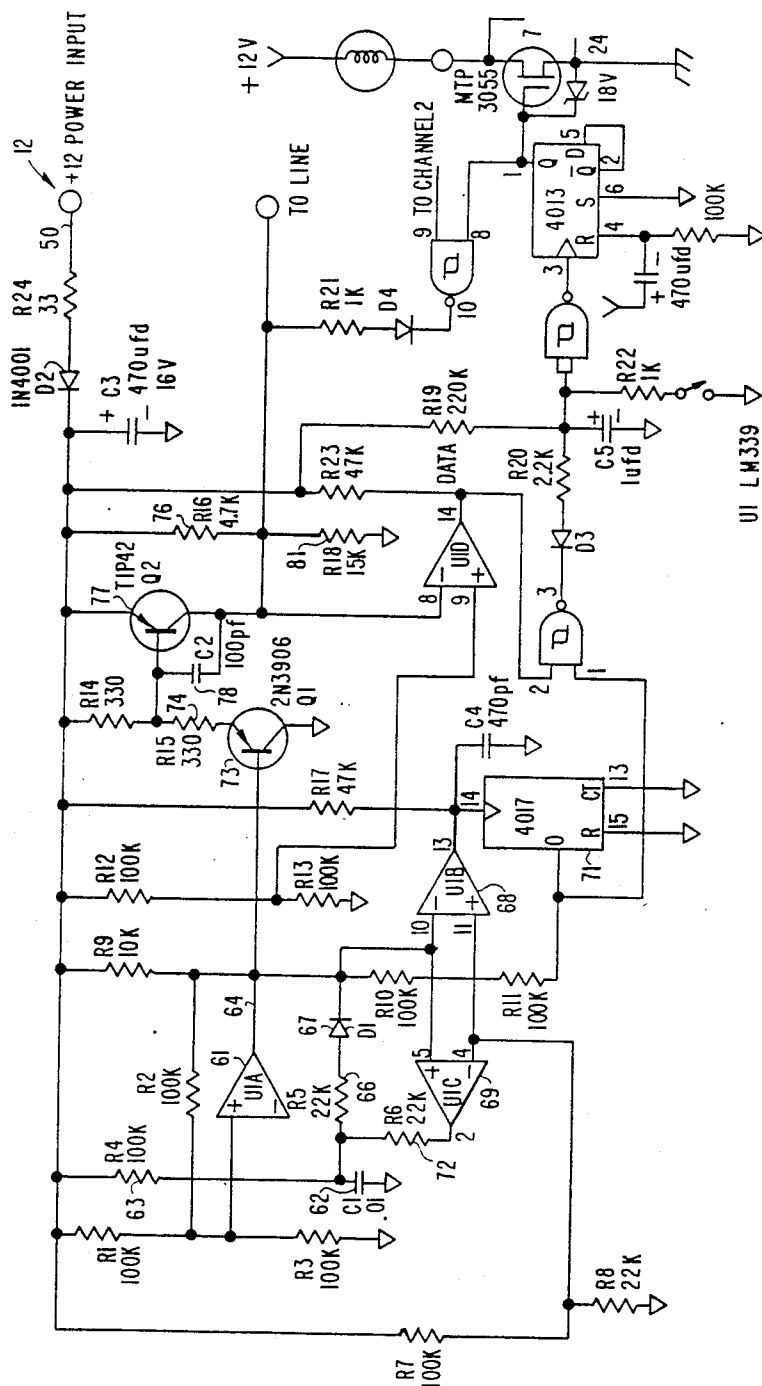 12
+12 POWER INPUT
50
R24
33
1N4001
D2
+ C3
470ufd
− 16V
76
R16
4.7K
77
TIP42
Q2
R14
330
C2
100pf
78
74
R15
330
2N3906
Q1
73
81
R18
15K
R23
47K
DATA
R19
220K
TO LINE
R21
1K
D4
10
9 TO CHANNEL 2
8
+12V
MTP
3055
7
24
18V
1
Q
D
5
Q
2
4013
S
6
R
4
3
100K
470ufd
+
−
R22
1K
R20
2.2K
C5
1ufd
+
−
U1 LM339
D3
3
2
1
14
U1D
−
+
8
9
R12
100K
R13
100K
R17
47K
C4
470pf
14
4017
CT
13
R
15
O
71
13
U1B
−
+
10
11
68
R9
10K
64
R10
100K
R11
100K
67
D1
R5
22K
66
R2
100K
61
U1A
+
−
5
4
+
−
U1C
69
2
R6
22K
72
R4
100K
63
62
C1
.01
R1
100K
R3
100K
R7
100K
R8
22K